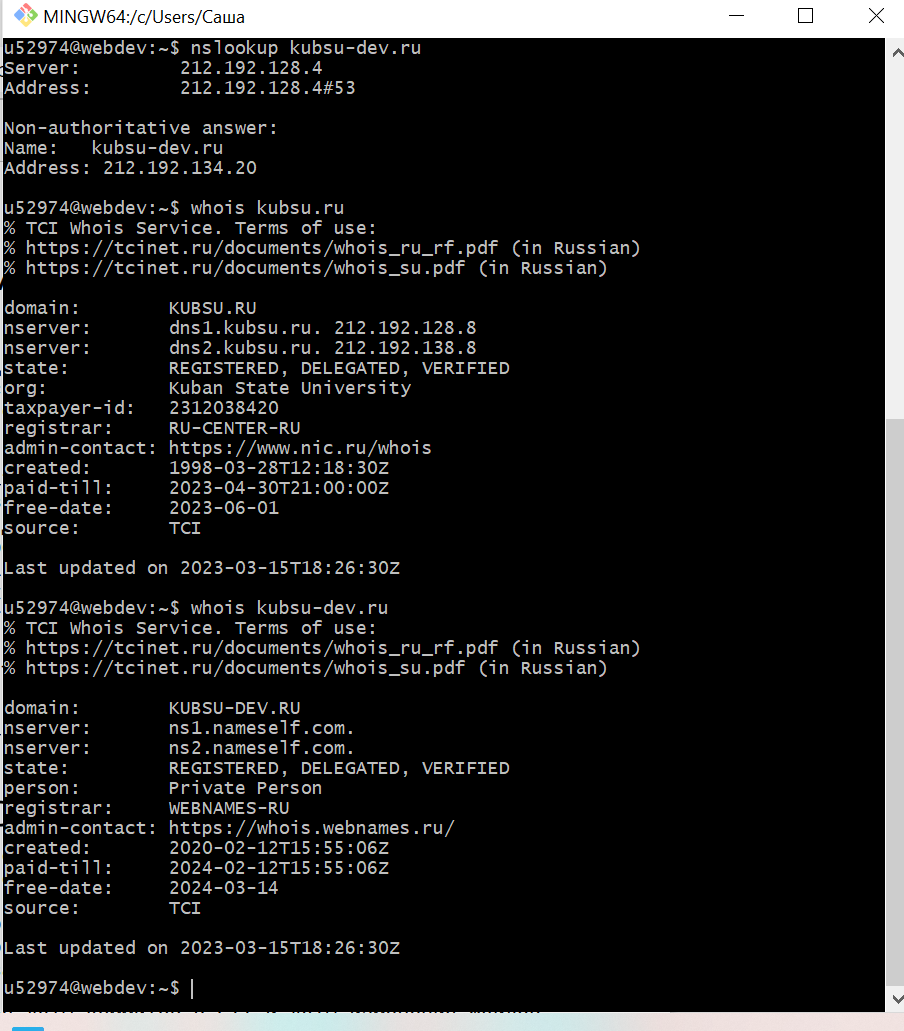 MINGW64:/c/Users/Саша
u52974@webdev:~$ nslookup kubsu-dev.ru
Server:         212.192.128.4
Address:        212.192.128.4#53
Non-authoritative answer:
Name:   kubsu-dev.ru
Address: 212.192.134.20
u52974@webdev:~$ whois kubsu.ru
% TCI Whois Service. Terms of use:
% https://tcinet.ru/documents/whois_ru_rf.pdf (in Russian)
% https://tcinet.ru/documents/whois_su.pdf (in Russian)
domain:        KUBSU.RU
nserver:       dns1.kubsu.ru. 212.192.128.8
nserver:       dns2.kubsu.ru. 212.192.138.8
state:         REGISTERED, DELEGATED, VERIFIED
org:           Kuban State University
taxpayer-id:   2312038420
registrar:     RU-CENTER-RU
admin-contact: https://www.nic.ru/whois
created:       1998-03-28T12:18:30Z
paid-till:     2023-04-30T21:00:00Z
free-date:     2023-06-01
source:        TCI
Last updated on 2023-03-15T18:26:30Z
u52974@webdev:~$ whois kubsu-dev.ru
% TCI Whois Service. Terms of use:
% https://tcinet.ru/documents/whois_ru_rf.pdf (in Russian)
% https://tcinet.ru/documents/whois_su.pdf (in Russian)
domain:        KUBSU-DEV.RU
nserver:       ns1.nameself.com.
nserver:       ns2.nameself.com.
state:         REGISTERED, DELEGATED, VERIFIED
person:        Private Person
registrar:     WEBNAMES-RU
admin-contact: https://whois.webnames.ru/
created:       2020-02-12T15:55:06Z
paid-till:     2024-02-12T15:55:06Z
free-date:     2024-03-14
source:        TCI
Last updated on 2023-03-15T18:26:30Z
u52974@webdev:~$